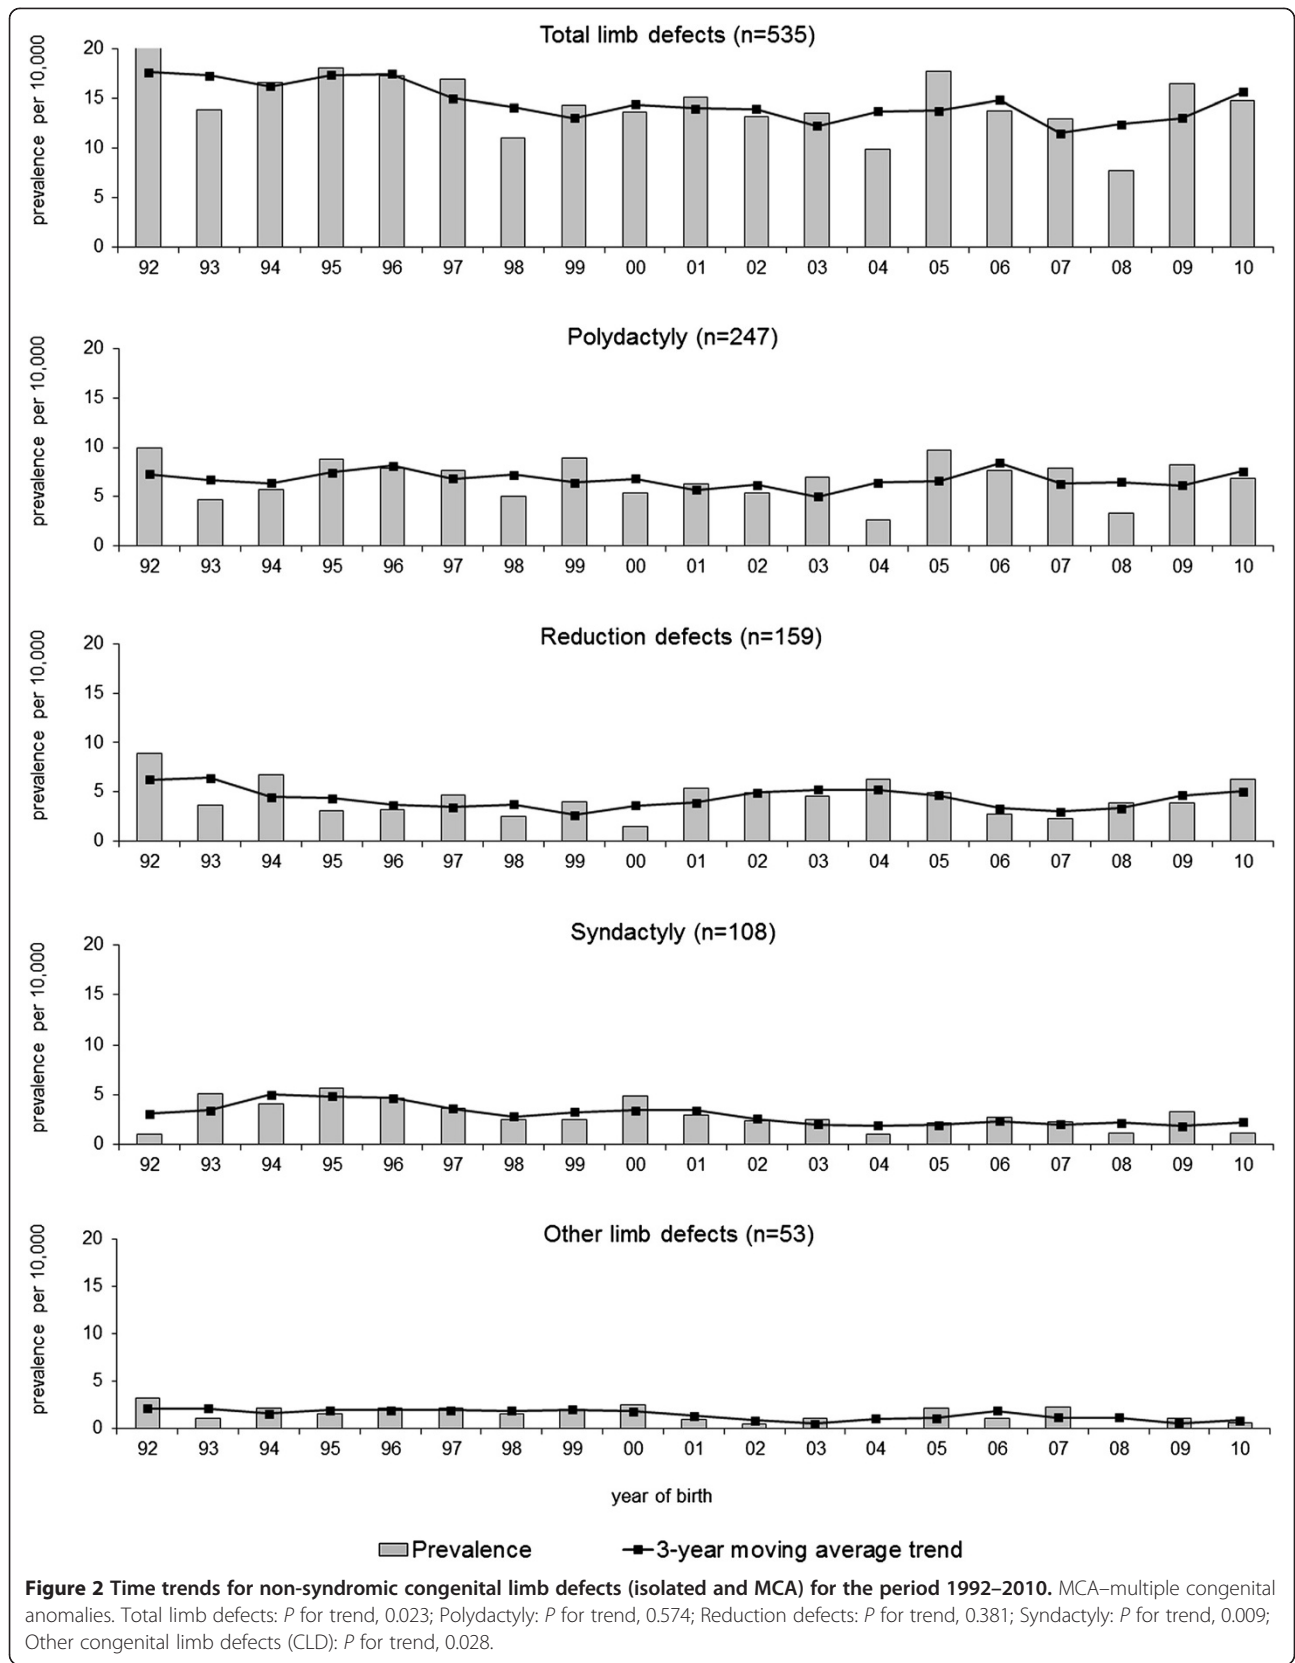 Total limb defects (n=535)
prevalence per 10,000
20
15
10
5
0
92 93 94 95 96 97 98 99 00 01 02 03 04 05 06 07 08 09 10
Polydactyly (n=247)
prevalence per 10,000
20
15
10
5
0
92 93 94 95 96 97 98 99 00 01 02 03 04 05 06 07 08 09 10
Reduction defects (n=159)
prevalence per 10,000
20
15
10
5
0
92 93 94 95 96 97 98 99 00 01 02 03 04 05 06 07 08 09 10
Syndactyly (n=108)
prevalence per 10,000
20
15
10
5
0
92 93 94 95 96 97 98 99 00 01 02 03 04 05 06 07 08 09 10
Other limb defects (n=53)
prevalence per 10,000
20
15
10
5
0
92 93 94 95 96 97 98 99 00 01 02 03 04 05 06 07 08 09 10
year of birth
Prevalence 3-year moving average trend
Figure 2 Time trends for non-syndromic congenital limb defects (isolated and MCA) for the period 1992–2010. MCA–multiple congenital
anomalies. Total limb defects: P for trend, 0.023; Polydactyly: P for trend, 0.574; Reduction defects: P for trend, 0.381; Syndactyly: P for trend, 0.009;
Other congenital limb defects (CLD): P for trend, 0.028.